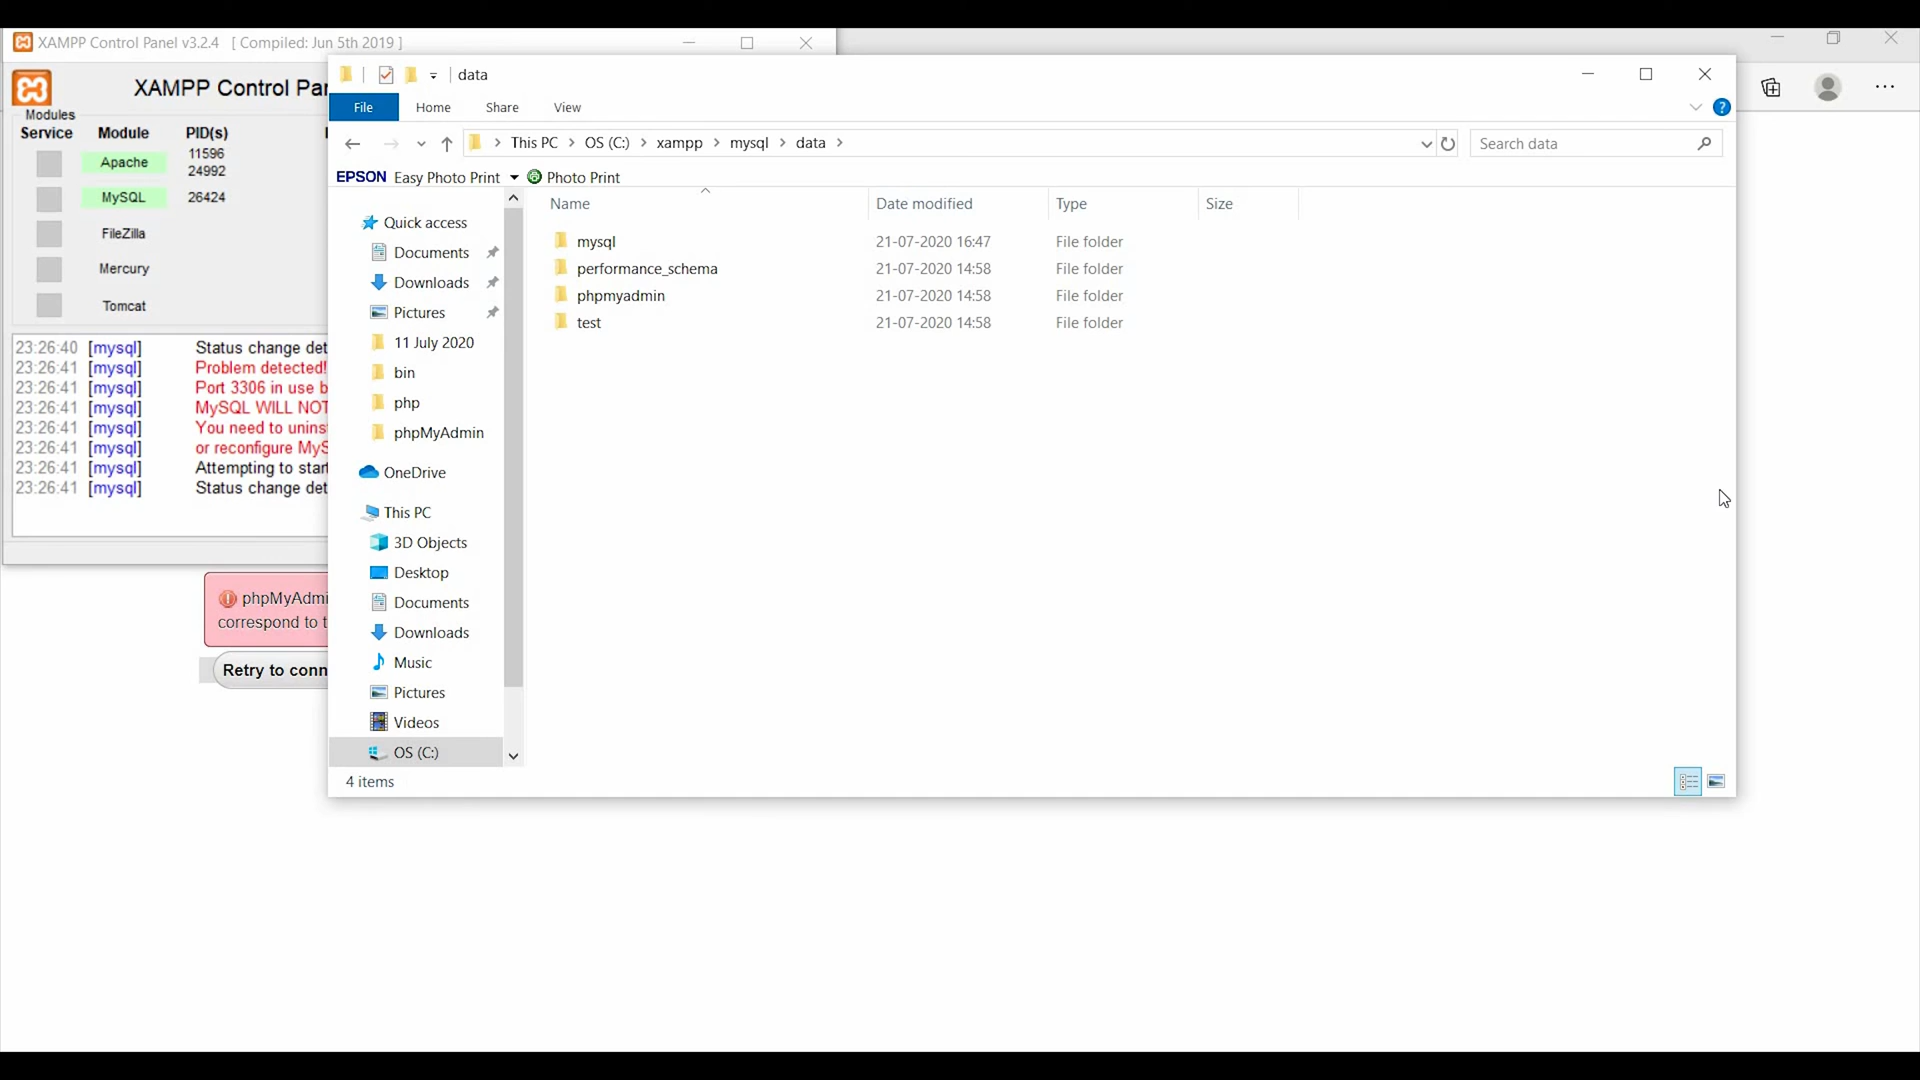 XAMPP Control Panel v3.2.4 [ Compiled: Jun 5th 2019 ]
XAMPP Control Par
Modules
Service Module PID(s)
Apache 11596
24992
MySQL 26424
FileZilla
Mercury
Tomcat
23:26:40 [mysql] Status change det
23:26:41 [mysql] Problem detected!
23:26:41 [mysql] Port 3306 in use b
23:26:41 [mysql] MySQL WILL NOT
23:26:41 [mysql] You need to unins
23:26:41 [mysql] or reconfigure MyS
23:26:41 [mysql] Attempting to star
23:26:41 [mysql] Status change det
phpMyAdmi
correspond to t
Retry to conn
data
File Home Share View
This PC > OS (C:) > xampp > mysql > data >
Search data
EPSON Easy Photo Print Photo Print
Quick access
Documents
Downloads
Pictures
11 July 2020
bin
php
phpMyAdmin
OneDrive
This PC
3D Objects
Desktop
Documents
Downloads
Music
Pictures
Videos
OS (C:)
Name Date modified Type Size
mysql 21-07-2020 16:47 File folder
performance_schema 21-07-2020 14:58 File folder
phpmyadmin 21-07-2020 14:58 File folder
test 21-07-2020 14:58 File folder
4 items